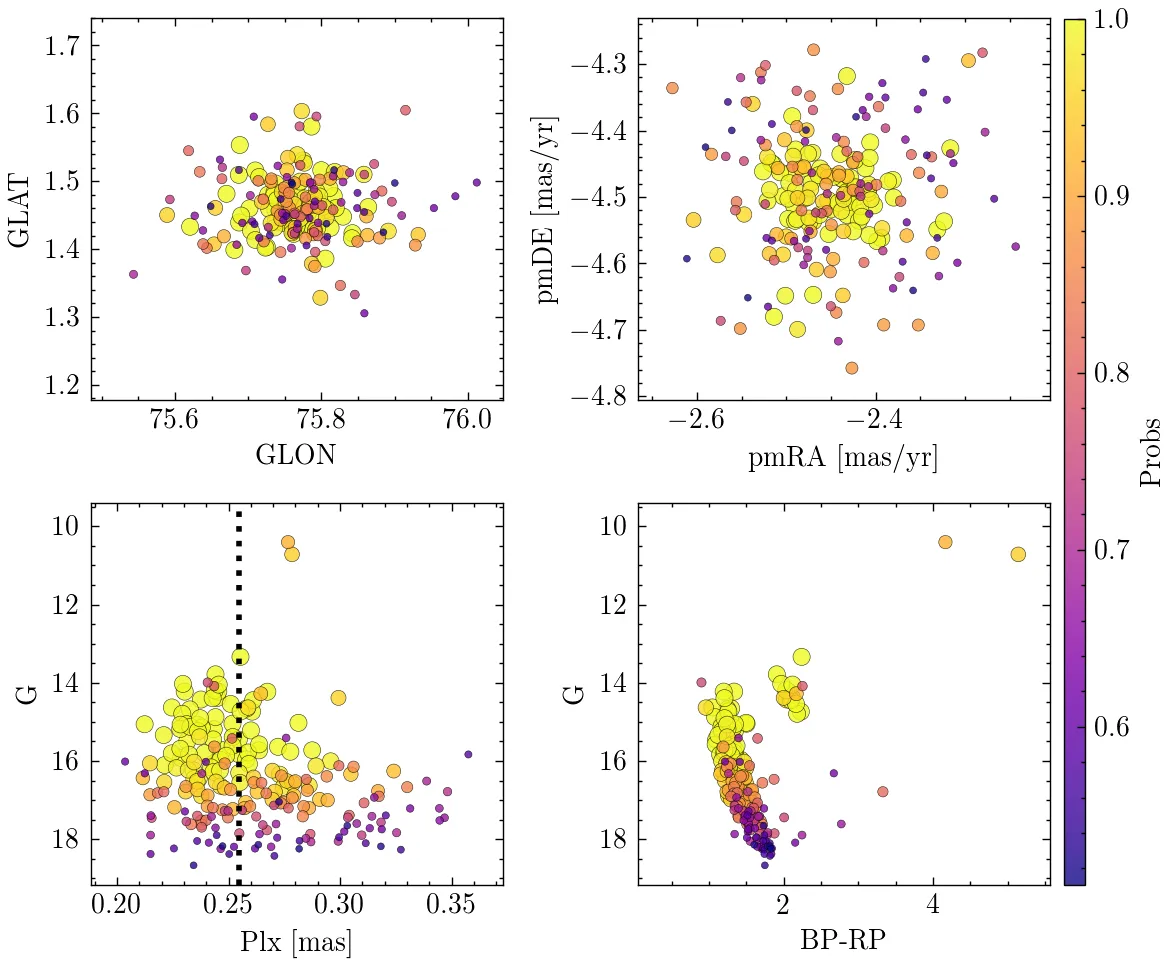 1.7
1.6
1.5
1.4
1.3
1.2
GLAT
75.6 75.8 76.0
GLON
−4.3
−4.4
−4.5
−4.6
−4.7
−4.8
pmDE [mas/yr]
−2.6 −2.4
pmRA [mas/yr]
1.0
0.9
0.8
0.7
0.6
Probs
10
12
14
16
18
G
0.20 0.25 0.30 0.35
Plx [mas]
10
12
14
16
18
G
2 4
BP-RP